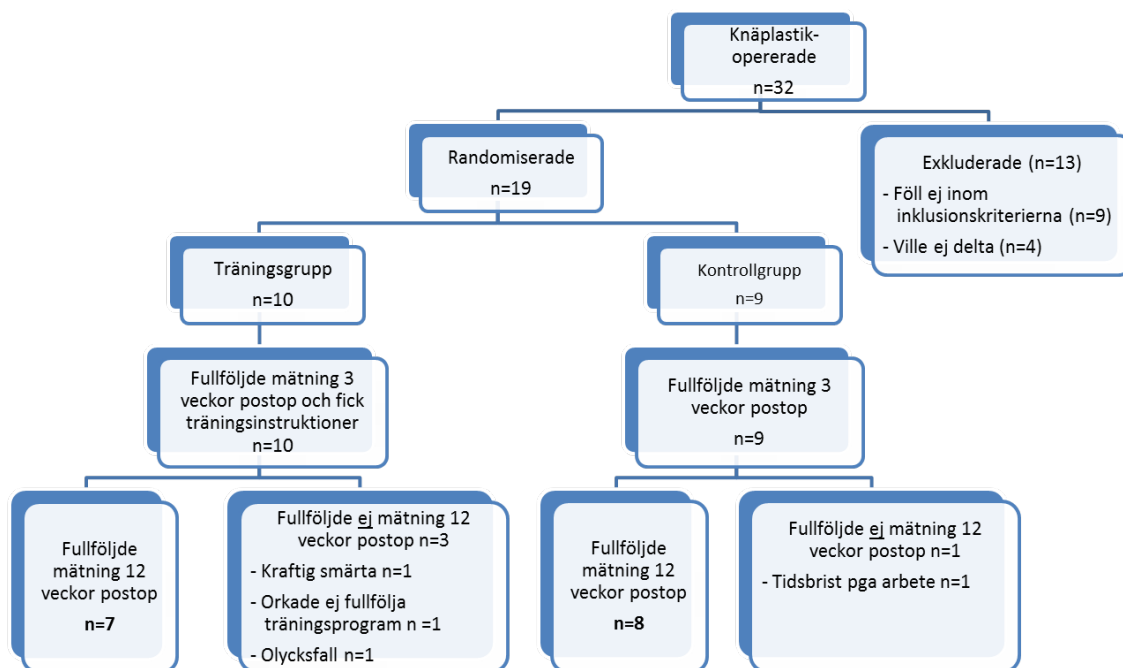 Knäplastik-
opererade
n=32
Randomiserade
n=19
Exkluderade (n=13)
- Föll ej inom
inklusionskriterierna (n=9)
- Ville ej delta (n=4)
Träningsgrupp
n=10
Kontrollgrupp
n=9
Fullföljde mätning 3
veckor postop och fick
träningsinstruktioner
n=10
Fullföljde mätning 3
veckor postop
n=9
Fullföljde
mätning 12
veckor postop
n=7
Fullföljde ej mätning 12
veckor postop n=3
- Kraftig smärta n=1
- Orkade ej fullfölja
träningsprogram n =1
- Olycksfall n=1
Fullföljde
mätning 12
veckor postop
n=8
Fullföljde ej mätning 12
veckor postop n=1
- Tidsbrist pga arbete n=1